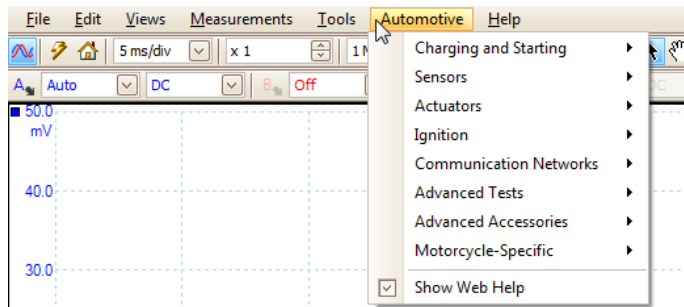 File Edit Views Measurements Tools Automotive Help
5 ms/div x 1
A Auto DC B Off DC
50.0
mV
40.0
30.0
Charging and Starting
Sensors
Actuators
Ignition
Communication Networks
Advanced Tests
Advanced Accessories
Motorcycle-Specific
Show Web Help